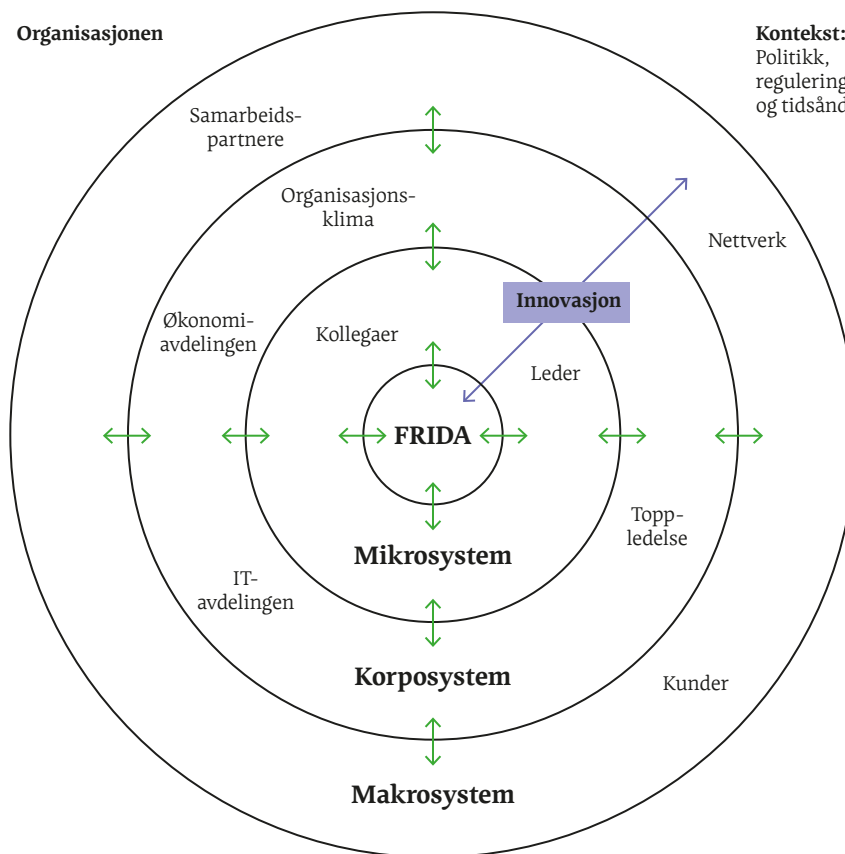 Organisasjonen
Kontekst:
Politikk,
regulering
og tidsånd
Samarbeids-
partnere
Organisasjons-
klima
Nettverk
Innovasjon
Økonomi-
avdelingen
Kollegaer
Leder
FRIDA
Topp-
ledelse
Mikrosystem
IT-
avdelingen
Korposystem
Kunder
Makrosystem